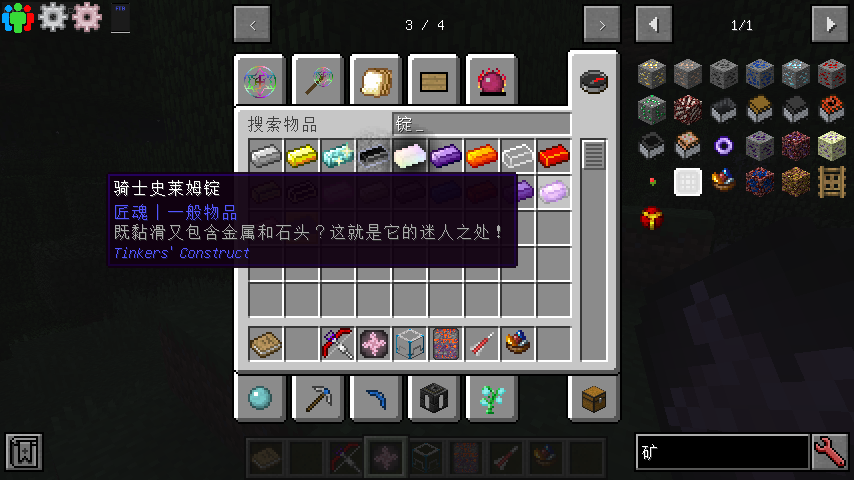 < 3 / 4 > 1/1
搜索物品 锭_
骑士史莱姆锭
匠魂 | 一般物品
既黏滑又包含金属和石头？这就是它的迷人之处！
Tinkers' Construct
矿